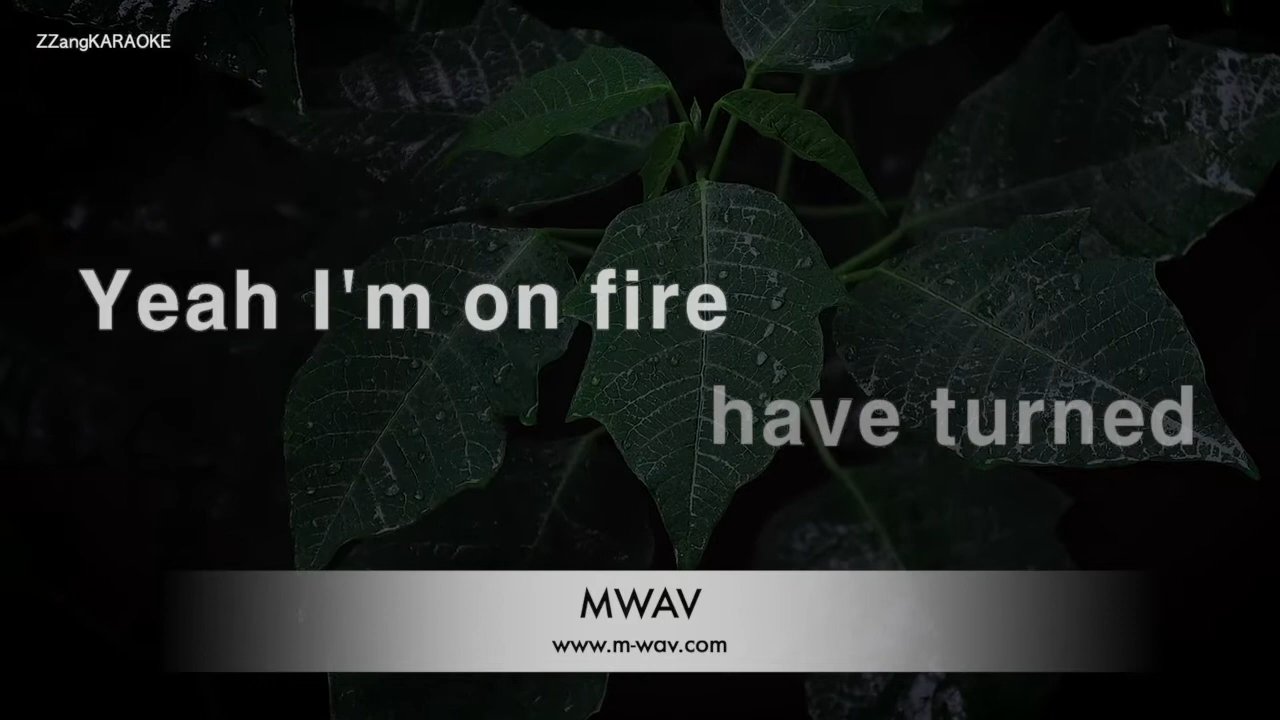 ZZangKARAOKE
Yeah I'm on fire
have turned
MWAV
www.m-wav.com